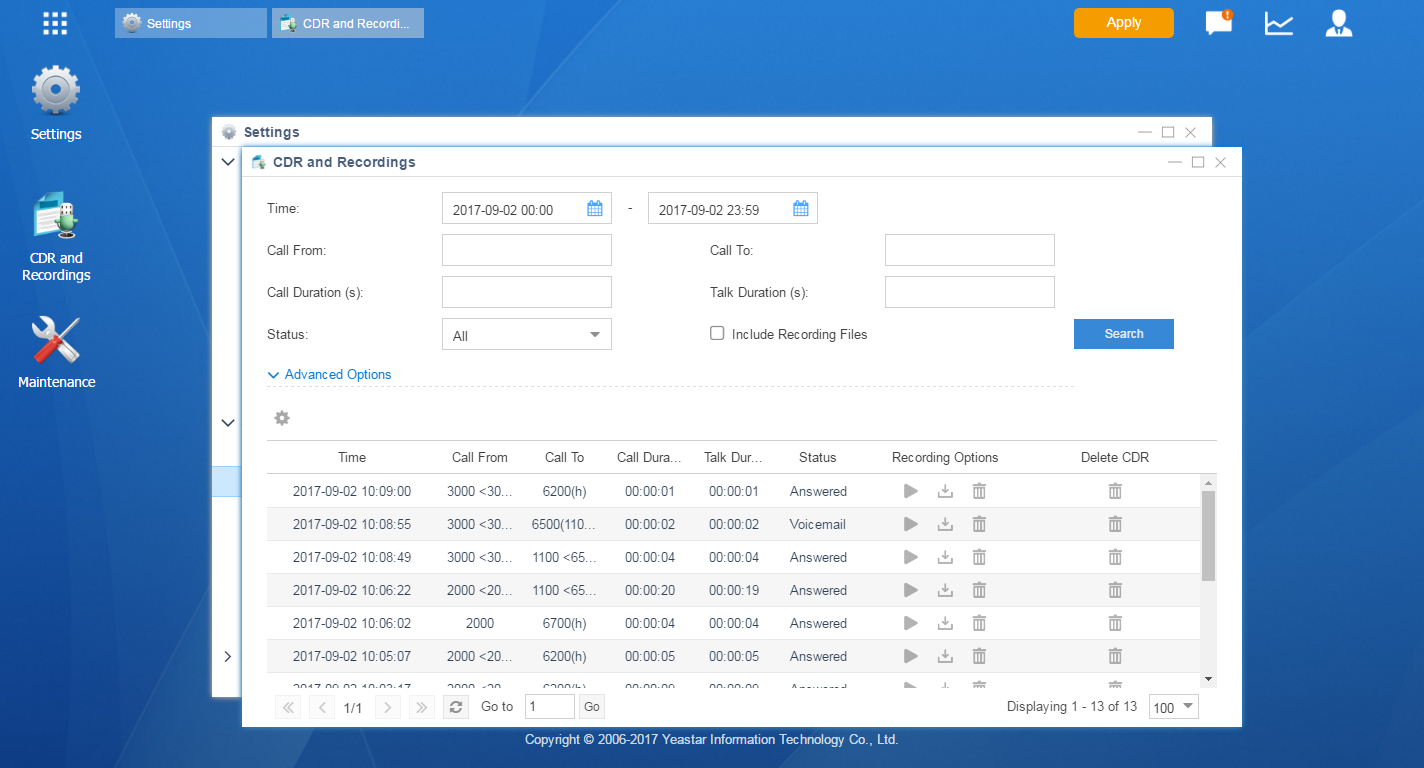 Settings
CDR and Recordi...
Apply
Settings
CDR and
Recordings
Maintenance
Settings
CDR and Recordings
Time:
2017-09-02 00:00
-
2017-09-02 23:59
Call From:
Call To:
Call Duration (s):
Talk Duration (s):
Status:
All
Include Recording Files
Search
Advanced Options
Time Call From Call To Call Dura... Talk Dur... Status Recording Options Delete CDR
2017-09-02 10:09:00 3000 <30... 6200(h) 00:00:01 00:00:01 Answered
2017-09-02 10:08:55 3000 <30... 6500(110... 00:00:02 00:00:02 Voicemail
2017-09-02 10:08:49 3000 <30... 1100 <65... 00:00:04 00:00:04 Answered
2017-09-02 10:06:22 2000 <20... 1100 <65... 00:00:20 00:00:19 Answered
2017-09-02 10:06:02 2000 6700(h) 00:00:04 00:00:04 Answered
2017-09-02 10:05:07 2000 <20... 6200(h) 00:00:05 00:00:05 Answered
1/1 Go to 1 Go Displaying 1 - 13 of 13 100
Copyright © 2006-2017 Yeastar Information Technology Co., Ltd.